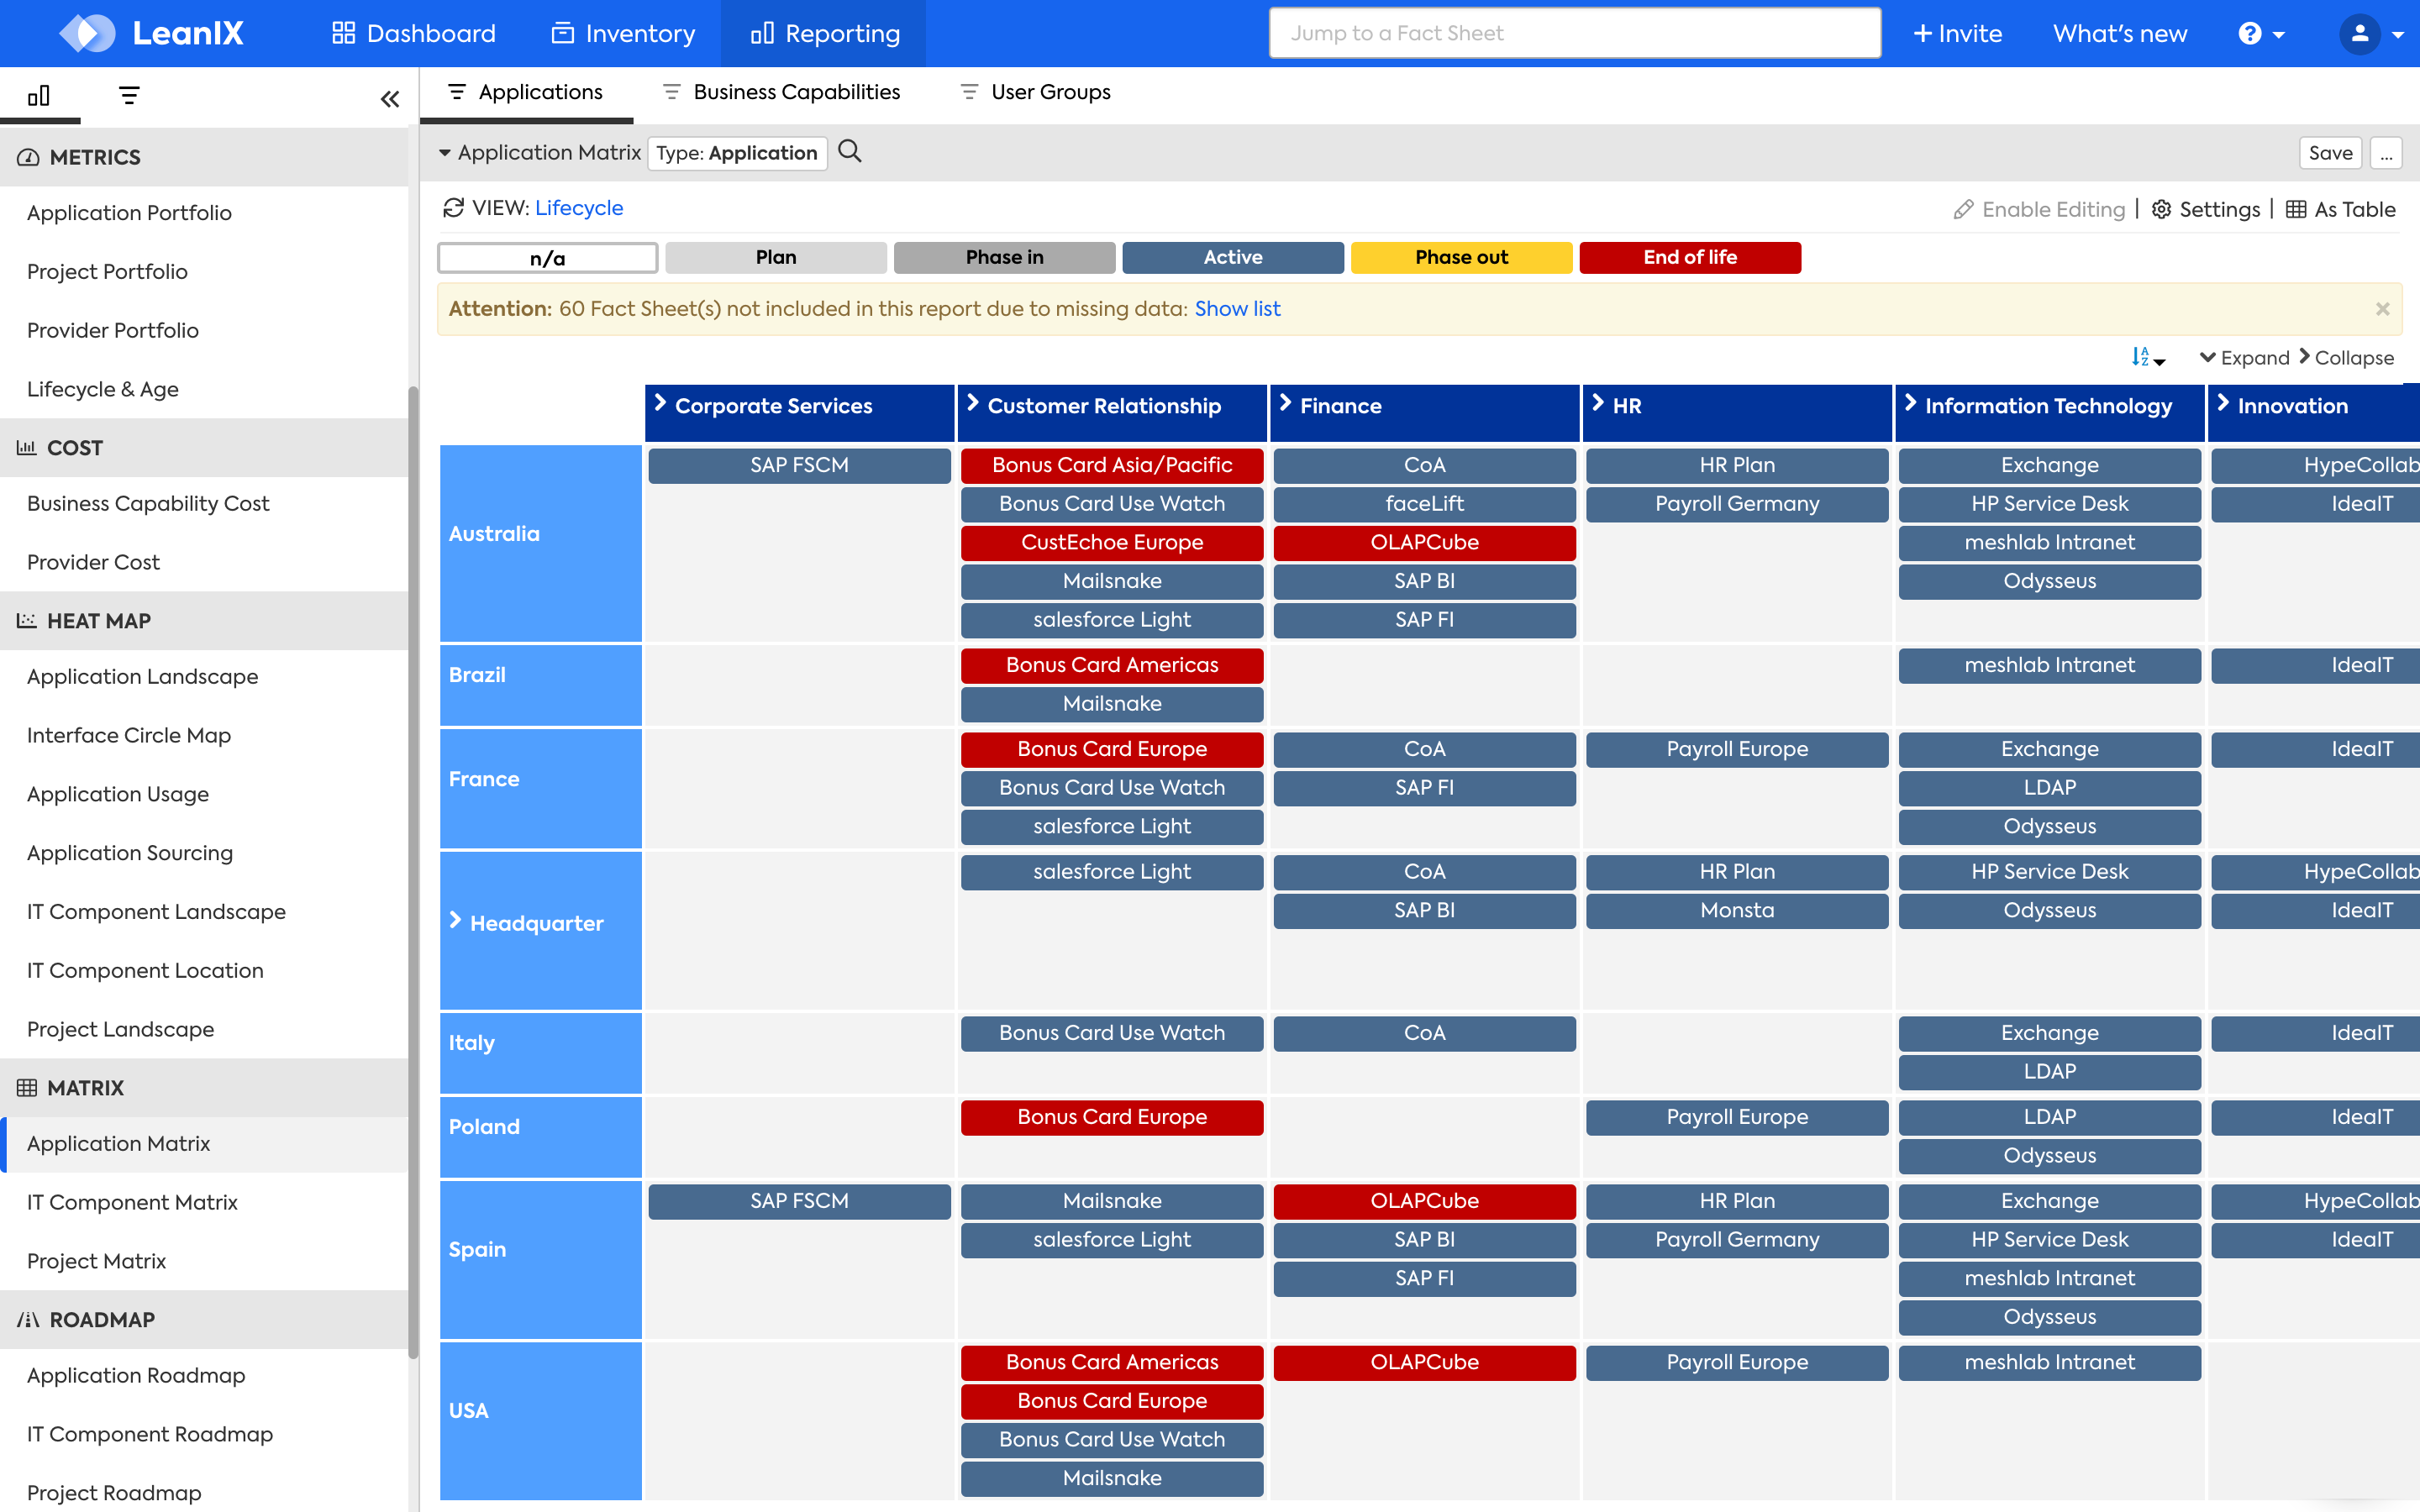 LeanIX
Dashboard
Inventory
Reporting
Jump to a Fact Sheet
+ Invite
What's new
?
METRICS
Application Portfolio
Project Portfolio
Provider Portfolio
Lifecycle & Age
COST
Business Capability Cost
Provider Cost
HEAT MAP
Application Landscape
Interface Circle Map
Application Usage
Application Sourcing
IT Component Landscape
IT Component Location
Project Landscape
MATRIX
Application Matrix
IT Component Matrix
Project Matrix
ROADMAP
Application Roadmap
IT Component Roadmap
Project Roadmap
Applications
Business Capabilities
User Groups
Application Matrix
Type: Application
Save
...
VIEW: Lifecycle
Enable Editing
Settings
As Table
n/a
Plan
Phase in
Active
Phase out
End of life
Attention: 60 Fact Sheet(s) not included in this report due to missing data: Show list
×
AZ
Expand
Collapse
Corporate Services
Customer Relationship
Finance
HR
Information Technology
Innovation
Australia
SAP FSCM
Bonus Card Asia/Pacific
Bonus Card Use Watch
CustEchoe Europe
Mailsnake
salesforce Light
CoA
faceLift
OLAPCube
SAP BI
SAP FI
HR Plan
Payroll Germany
Exchange
HP Service Desk
meshlab Intranet
Odysseus
HypeCollab
IdeaIT
Brazil
Bonus Card Americas
Mailsnake
meshlab Intranet
IdeaIT
France
Bonus Card Europe
Bonus Card Use Watch
salesforce Light
CoA
SAP FI
Payroll Europe
Exchange
LDAP
Odysseus
IdeaIT
Headquarter
salesforce Light
CoA
SAP BI
HR Plan
Monsta
HP Service Desk
Odysseus
HypeCollab
IdeaIT
Italy
Bonus Card Use Watch
CoA
Exchange
LDAP
IdeaIT
Poland
Bonus Card Europe
Payroll Europe
LDAP
Odysseus
IdeaIT
Spain
SAP FSCM
Mailsnake
salesforce Light
OLAPCube
SAP BI
SAP FI
HR Plan
Payroll Germany
Exchange
HP Service Desk
meshlab Intranet
Odysseus
HypeCollab
IdeaIT
USA
Bonus Card Americas
Bonus Card Europe
Bonus Card Use Watch
Mailsnake
OLAPCube
Payroll Europe
meshlab Intranet